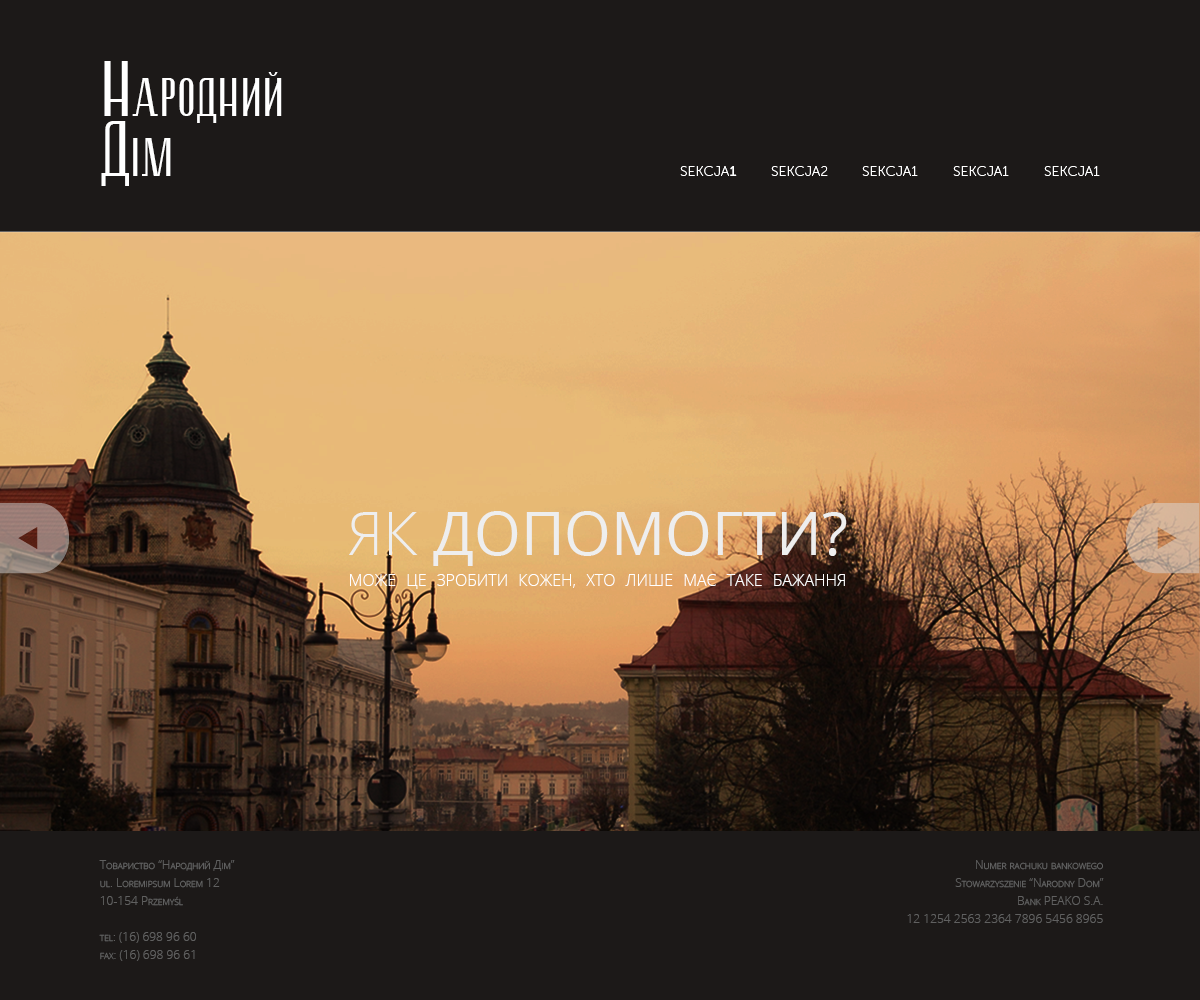 Народний
Дім
SEKCJA1 SEKCJA2 SEKCJA1 SEKCJA1 SEKCJA1
ЯК ДОПОМОГТИ?
МОЖЕ ЦЕ ЗРОБИТИ КОЖЕН, ХТО ЛИШЕ МАЄ ТАКЕ БАЖАННЯ
Товариство “Народний Дім”
ul. Loremipsum Lorem 12
10-154 Przemyśl
tel: (16) 698 96 60
fax: (16) 698 96 61
Numer rachuku bankowego
Stowarzyszenie “Narodny Dom”
Bank PEAKO S.A.
12 1254 2563 2364 7896 5456 8965